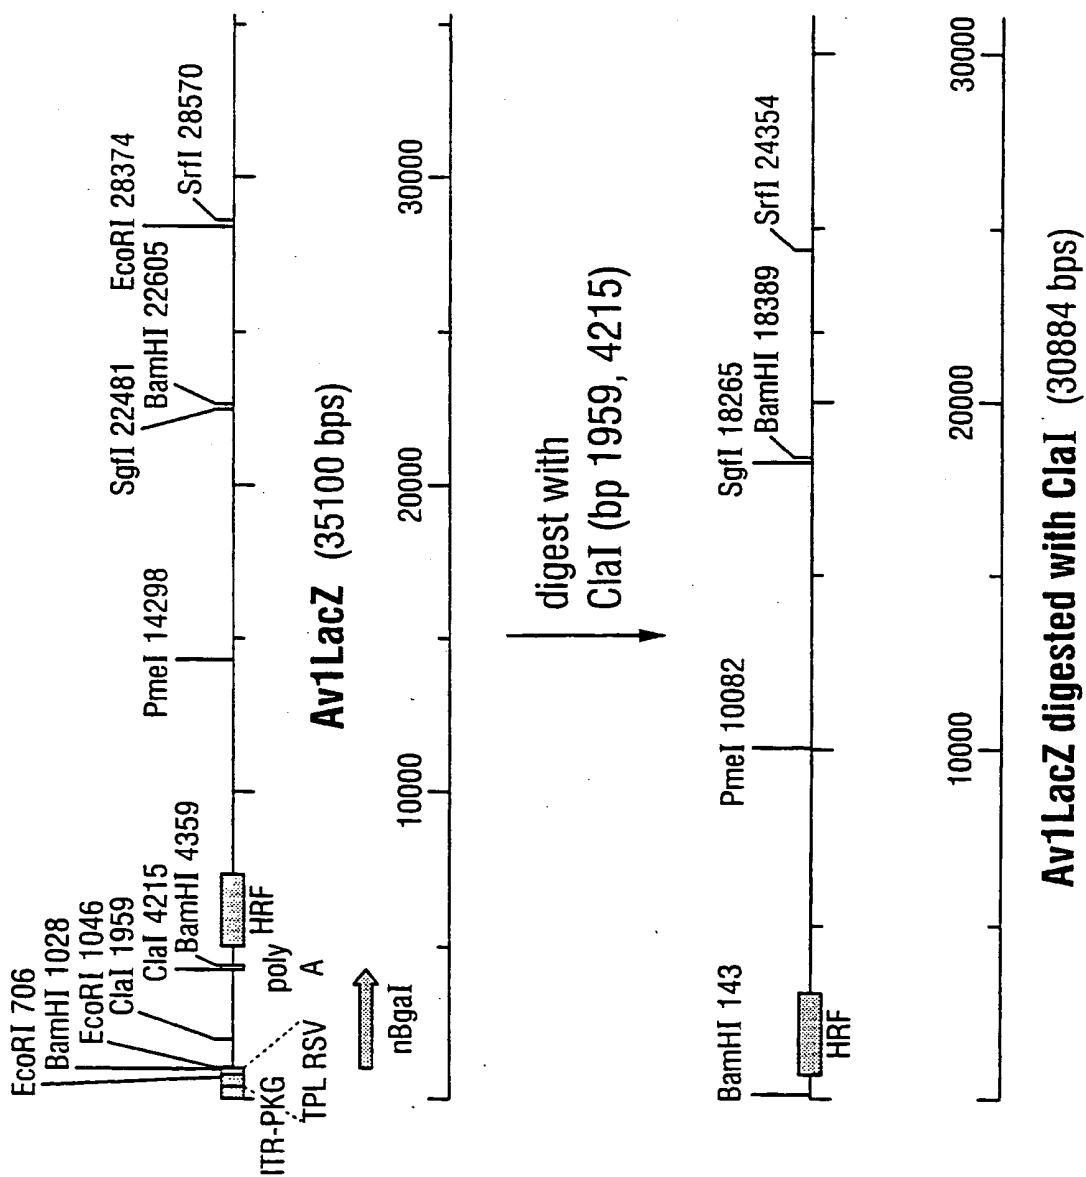 EcoRI 706
BamHI 1028
EcoRI 1046
ClaI 1959
ClaI 4215
BamHI 4359
PmeI 14298
SgfI 22481
BamHI 22605
EcoRI 28374
SrfI 28570
ITR-PKG
TPL RSV
poly
A
HRF
nBgaI
Av1LacZ (35100 bps)
10000
20000
30000
digest with
ClaI (bp 1959, 4215)
BamHI 143
PmeI 10082
SgfI 18265
BamHI 18389
SrfI 24354
HRF
10000
20000
30000
Av1LacZ digested with ClaI (30884 bps)